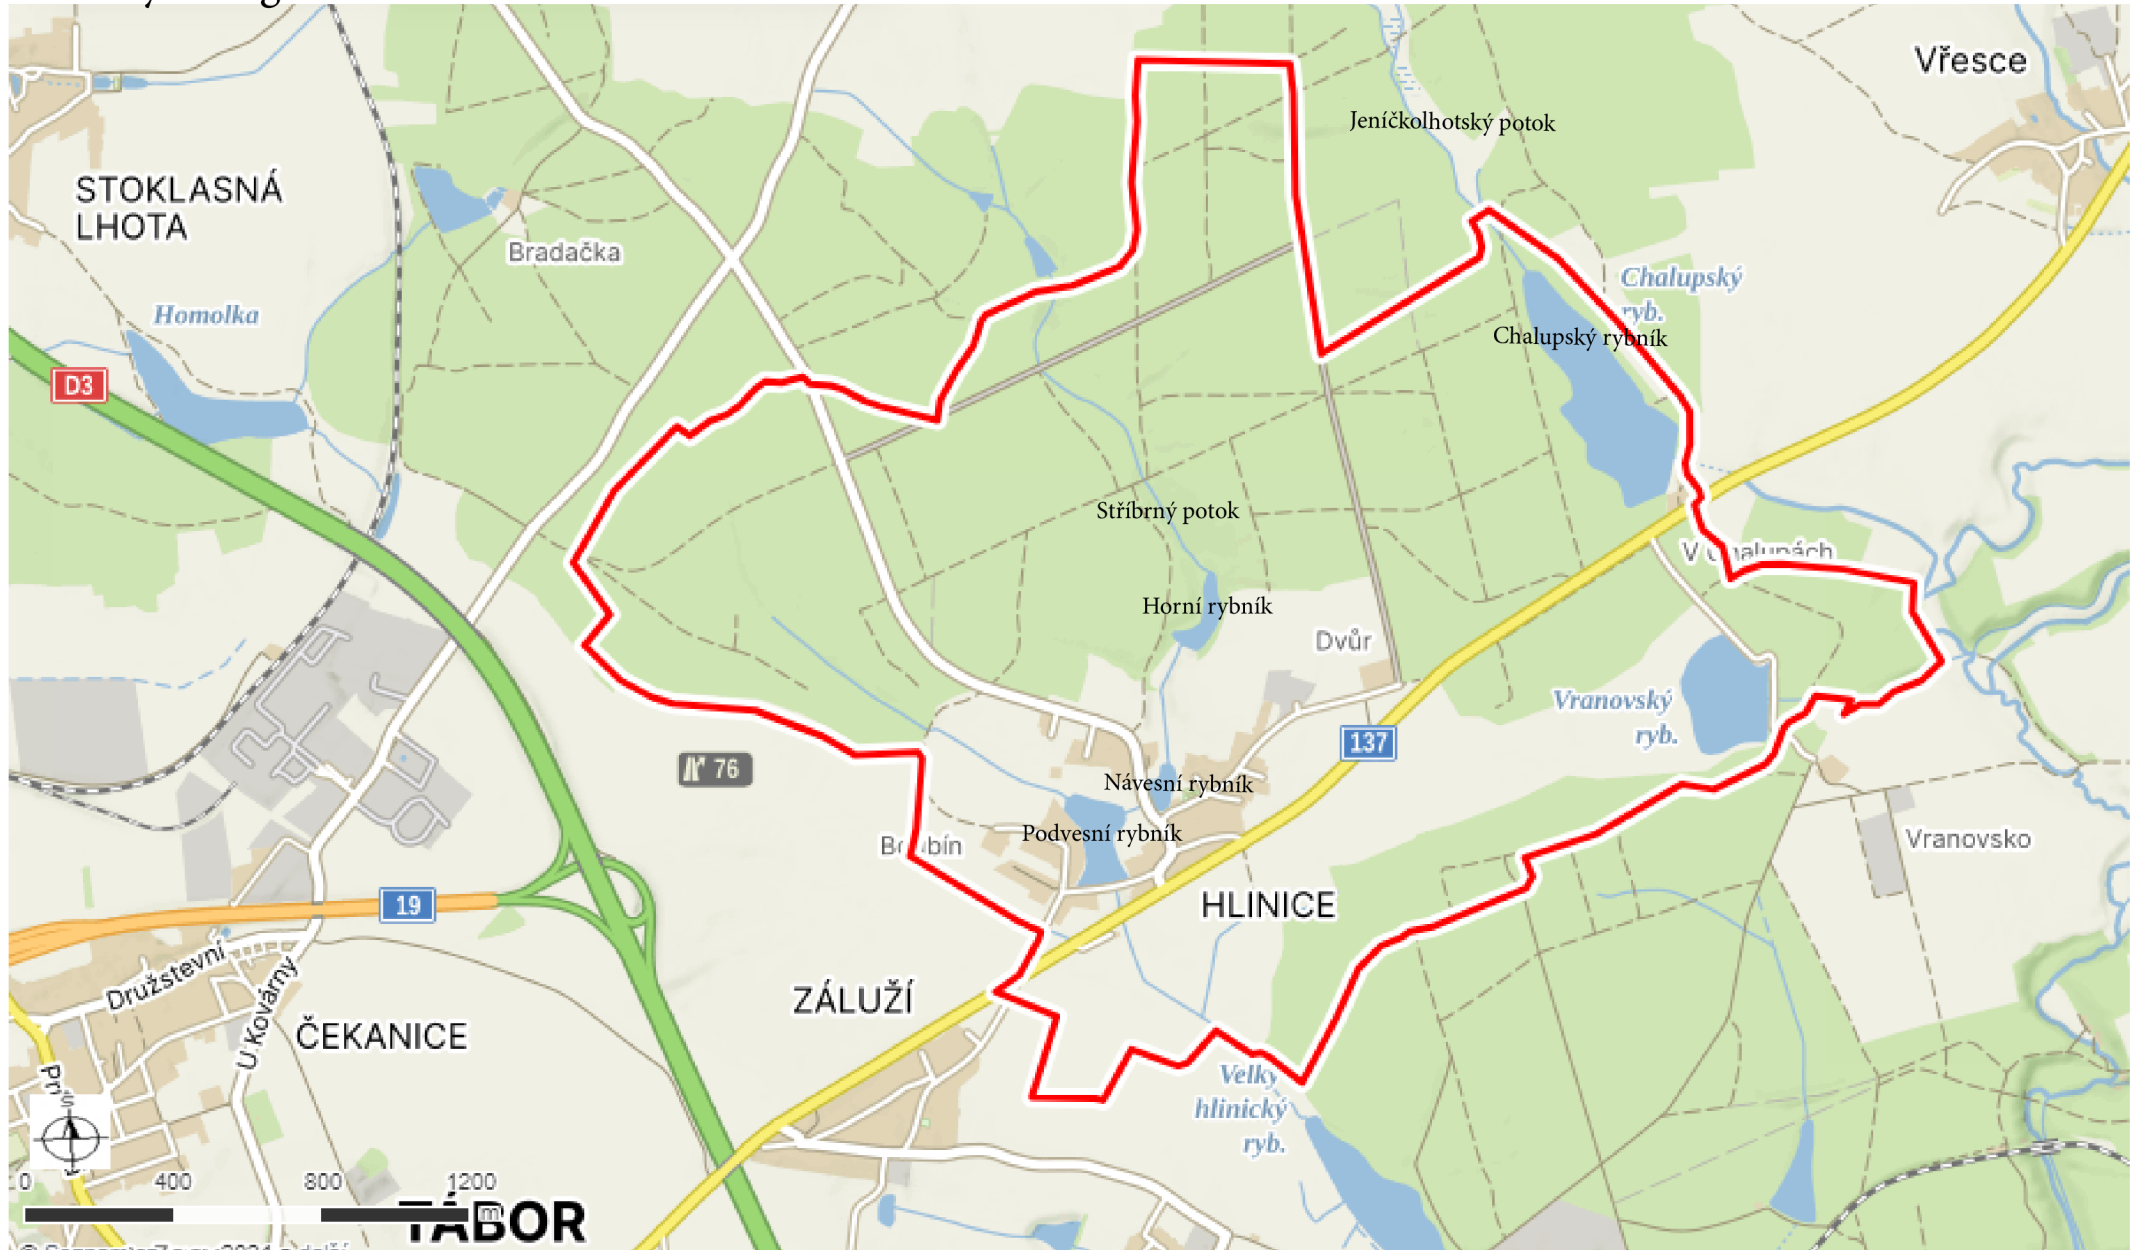 Vřesce
Jeníčkolhotský potok
STOKLASNÁ
LHOTA
Bradačka
Chalupský
ryb.
Homolka
Chalupský rybník
D3
Stříbrný potok
V Chalupách
Horní rybník
Dvůr
Vranovský
ryb.
137
76
Návesní rybník
Podvesní rybník
Vranovsko
HLINICE
19
Družstevní
U Kovárny
ZÁLUŽÍ
ČEKANICE
Velký
hlinický
ryb.
S
0 400 800 1200
m
TÁBOR